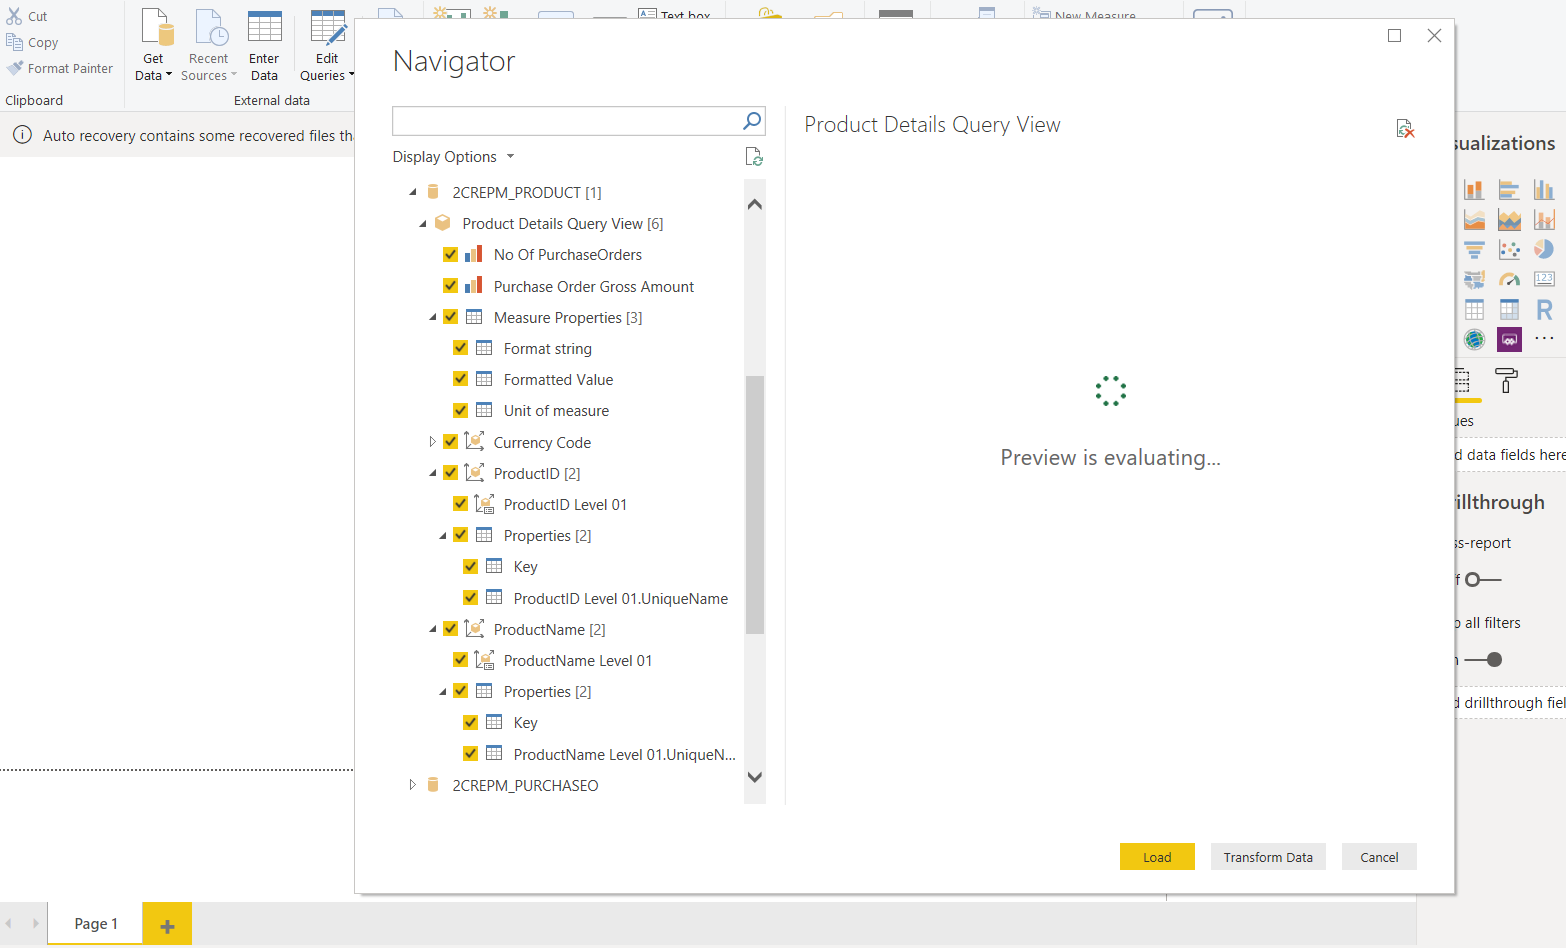 Cut
Copy
Format Painter
Clipboard
Get
Data
Recent
Sources
Enter
Data
Edit
Queries
External data
Text box
New Measure
Auto recovery contains some recovered files
Navigator
Display Options
2CREPM_PRODUCT [1]
Product Details Query View [6]
No Of PurchaseOrders
Purchase Order Gross Amount
Measure Properties [3]
Format string
Formatted Value
Unit of measure
Currency Code
ProductID [2]
ProductID Level 01
Properties [2]
Key
ProductID Level 01.UniqueName
ProductName [2]
ProductName Level 01
Properties [2]
Key
ProductName Level 01.UniqueN...
2CREPM_PURCHASEO
Product Details Query View
Preview is evaluating...
Load
Transform Data
Cancel
sualizations
123
R
ues
d data fields here
illthrough
ss-report
f
p all filters
n
d drillthrough fiel
Page 1